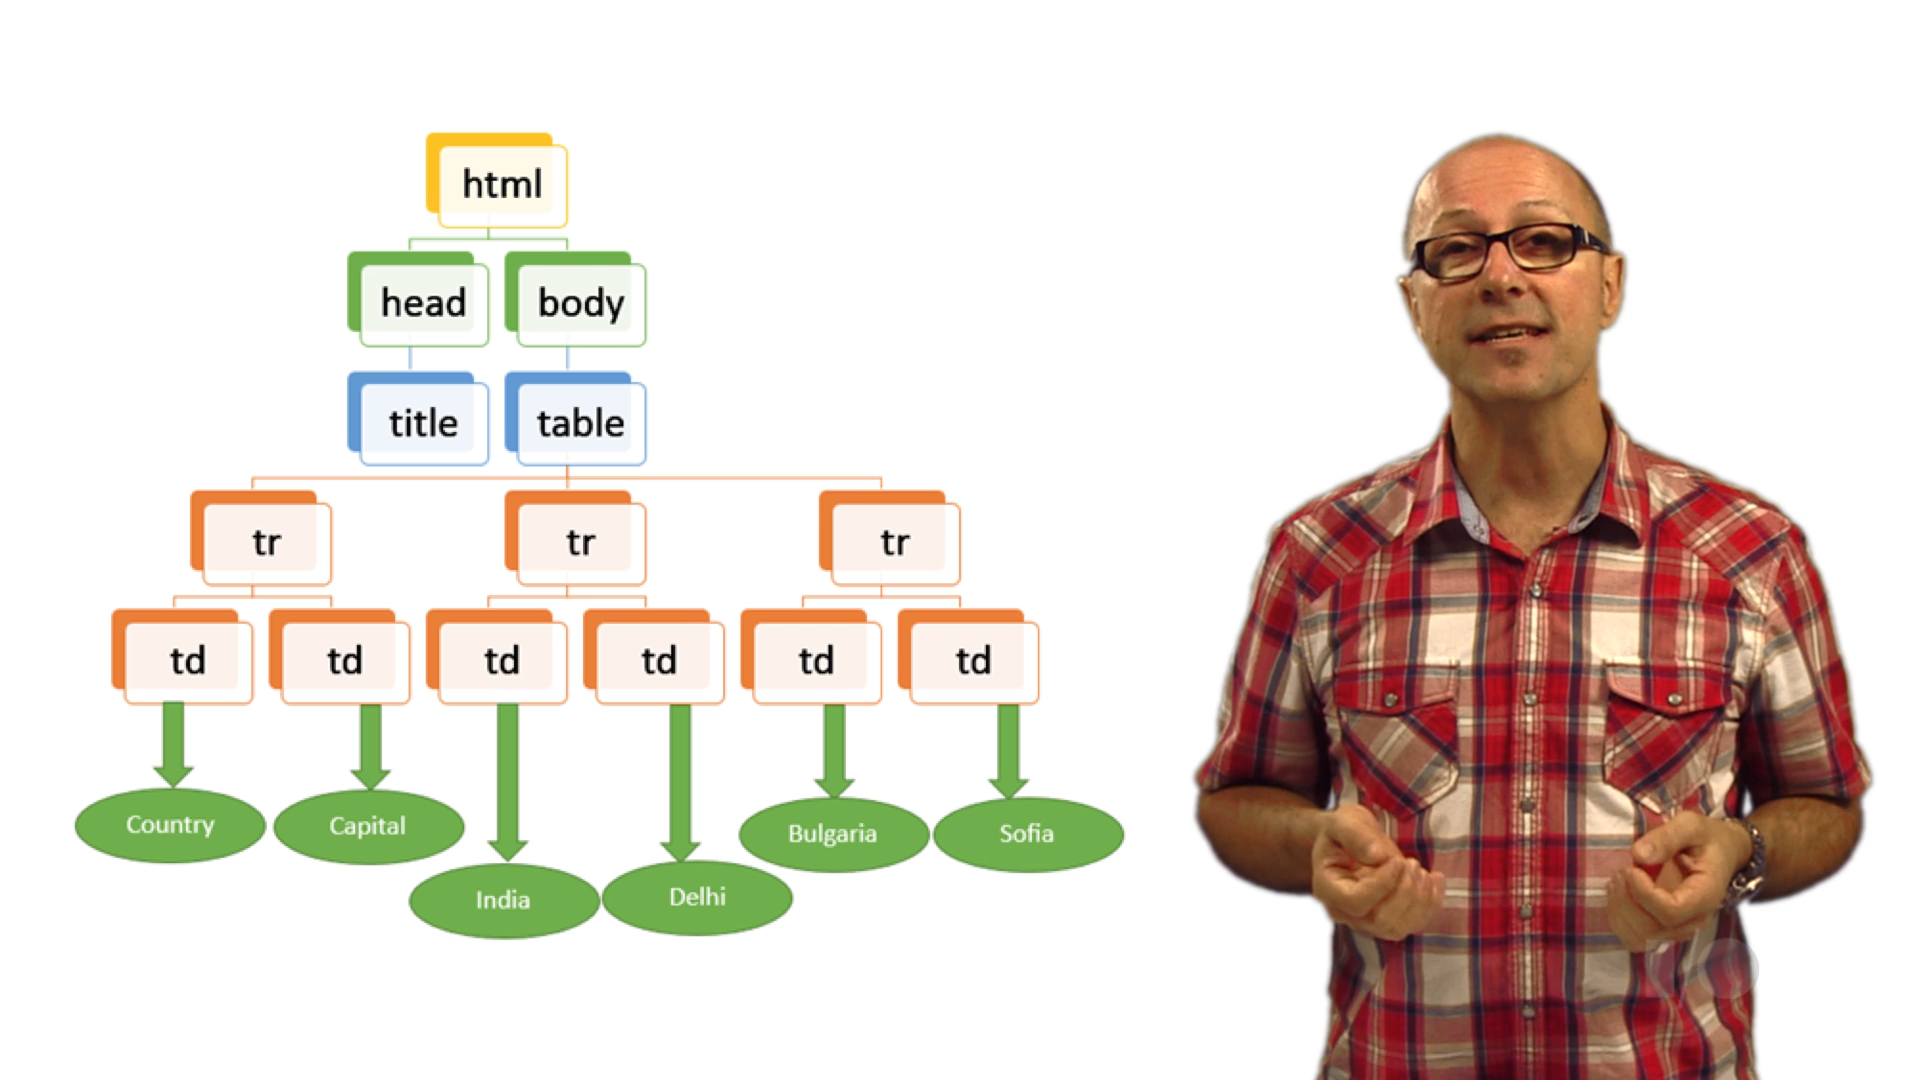 html
head
body
title
table
tr
tr
tr
td
td
td
td
td
td
Country
Capital
Bulgaria
Sofia
India
Delhi